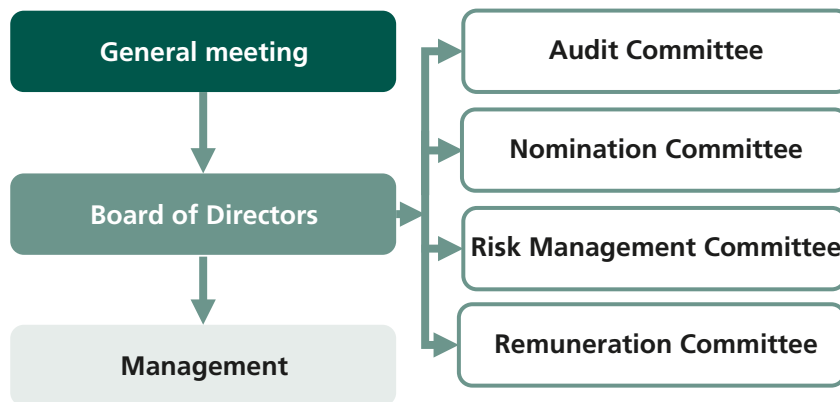 General meeting
Board of Directors
Management
Audit Committee
Nomination Committee
Risk Management Committee
Remuneration Committee